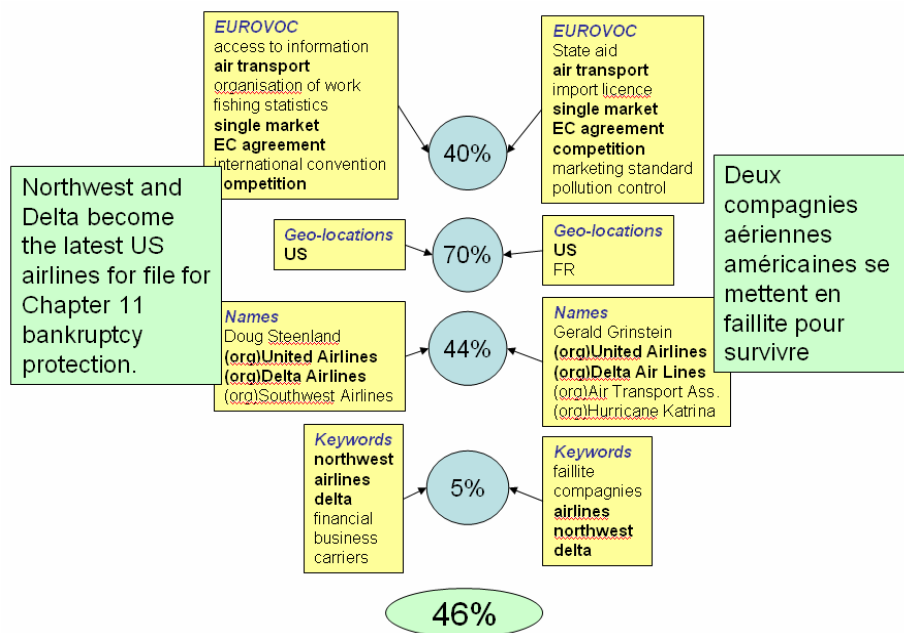 EUROVOC
access to information
air transport
organisation of work
fishing statistics
single market
EC agreement
international convention
competition
EUROVOC
State aid
air transport
import licence
single market
EC agreement
competition
marketing standard
pollution control
40%
Northwest and
Delta become
the latest US
airlines for file for
Chapter 11
bankruptcy
protection.
Deux
compagnies
aériennes
américaines se
mettent en
faillite pour
survivre
Geo-locations
US
70%
Geo-locations
US
FR
Names
Doug Steenland
(org)United Airlines
(org)Delta Airlines
(org)Southwest Airlines
44%
Names
Gerald Grinstein
(org)United Airlines
(org)Delta Air Lines
(org)Air Transport Ass.
(org)Hurricane Katrina
Keywords
northwest
airlines
delta
financial
business
carriers
5%
Keywords
faillite
compagnies
airlines
northwest
delta
46%